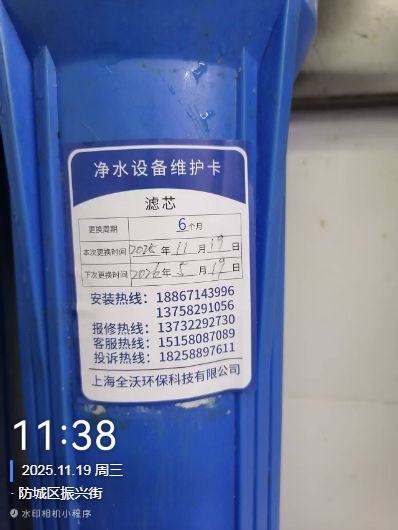 净水设备维护卡
滤芯
更换周期 6个月
本次更换时间 2025年 11月19日
下次更换时间 2026年 5月19日
安装热线：18867143996
13758291056
报修热线：13732292730
客服热线：15158087089
投诉热线：18258897611
上海全沃环保科技有限公司
11:38
2025.11.19 周三
·防城区振兴街
水印相机小程序